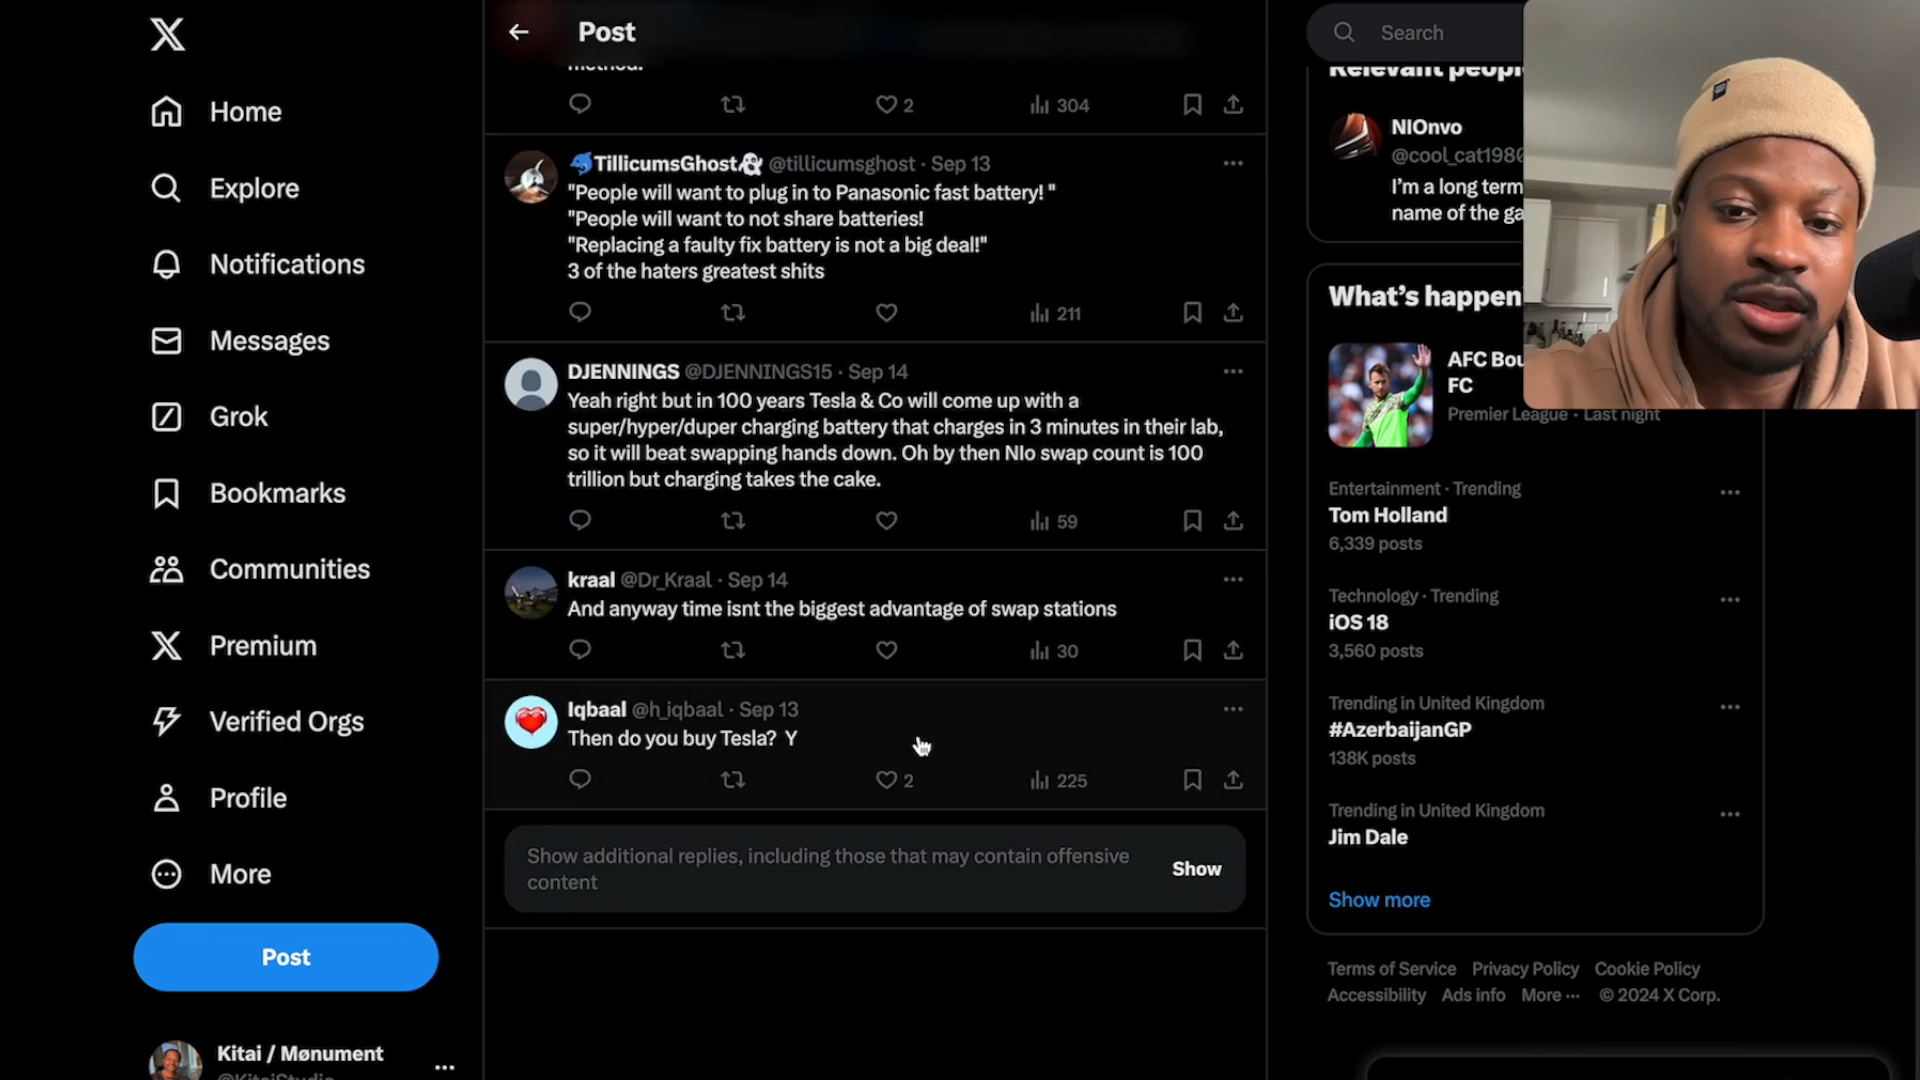 Post
Search
Home
Explore
Notifications
Messages
Grok
Bookmarks
Communities
Premium
Verified Orgs
Profile
More
Post
Kitai / Mønument
@KitaiStudio
method.
2
304
TillicumsGhost @tillicumsghost · Sep 13
"People will want to plug in to Panasonic fast battery! "
"People will want to not share batteries!
"Replacing a faulty fix battery is not a big deal!"
3 of the haters greatest shits
211
DJENNINGS @DJENNINGS15 · Sep 14
Yeah right but in 100 years Tesla & Co will come up with a
super/hyper/duper charging battery that charges in 3 minutes in their lab,
so it will beat swapping hands down. Oh by then NIo swap count is 100
trillion but charging takes the cake.
59
kraal @Dr_Kraal · Sep 14
And anyway time isnt the biggest advantage of swap stations
30
Iqbaal @h_iqbaal · Sep 13
Then do you buy Tesla? Y
2
225
Show additional replies, including those that may contain offensive
content
Show
Relevant peopl
NIOnvo
@cool_cat198
I'm a long term
name of the ga
What's happen
AFC Bou
FC
Premier League · Last night
Entertainment · Trending
Tom Holland
6,339 posts
Technology · Trending
iOS 18
3,560 posts
Trending in United Kingdom
#AzerbaijanGP
138K posts
Trending in United Kingdom
Jim Dale
Show more
Terms of Service Privacy Policy Cookie Policy
Accessibility Ads info More ··· © 2024 X Corp.